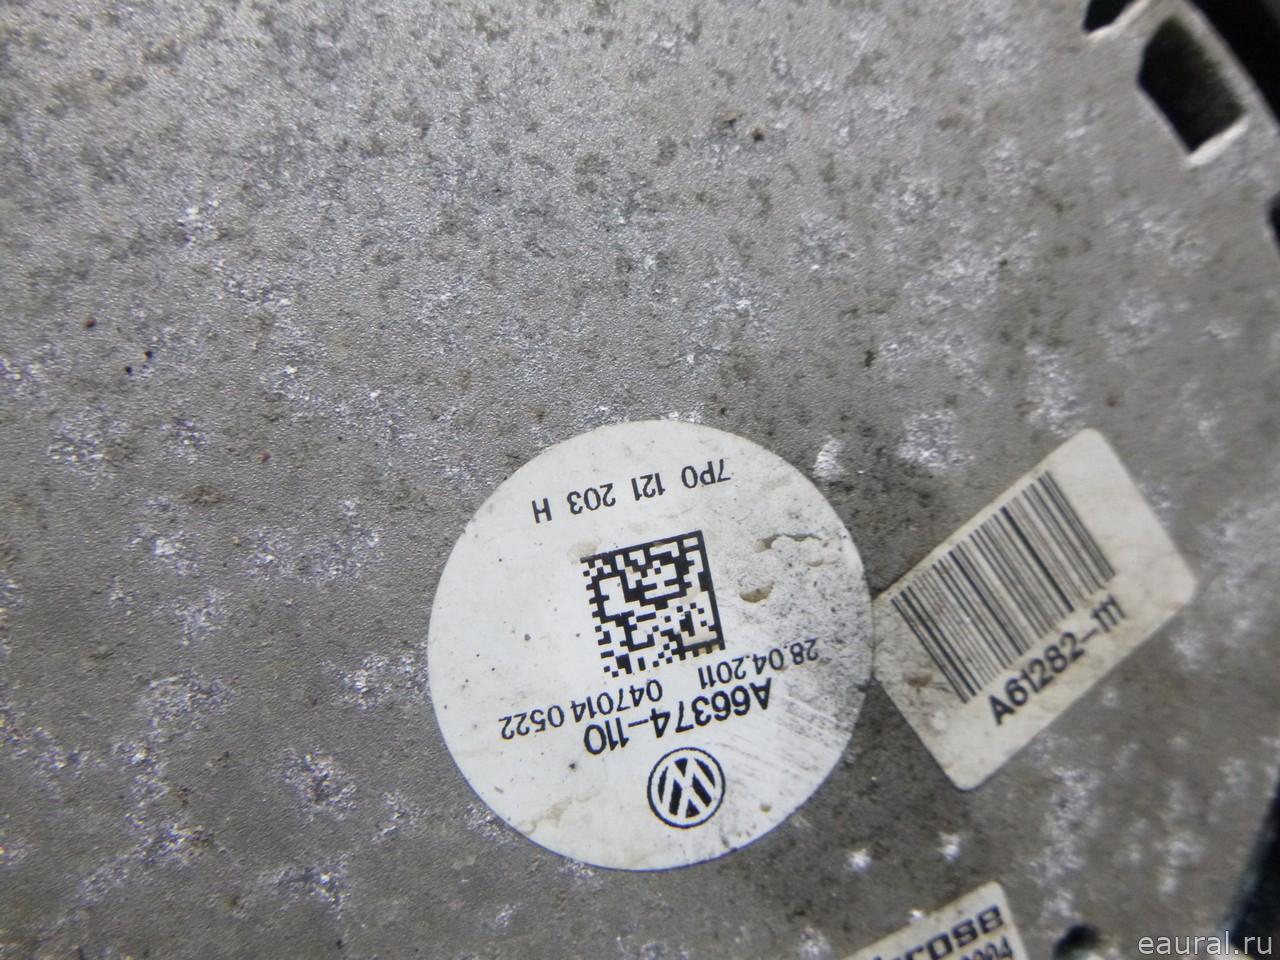 7P0 121 203 H
28.04.2011 047014 0522
A66374-110
A61282-111
eaural.ru